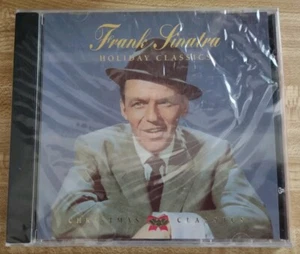 Frank Sinatra
HOLIDAY CLASSICS
CHRISTMAS CLASSICS